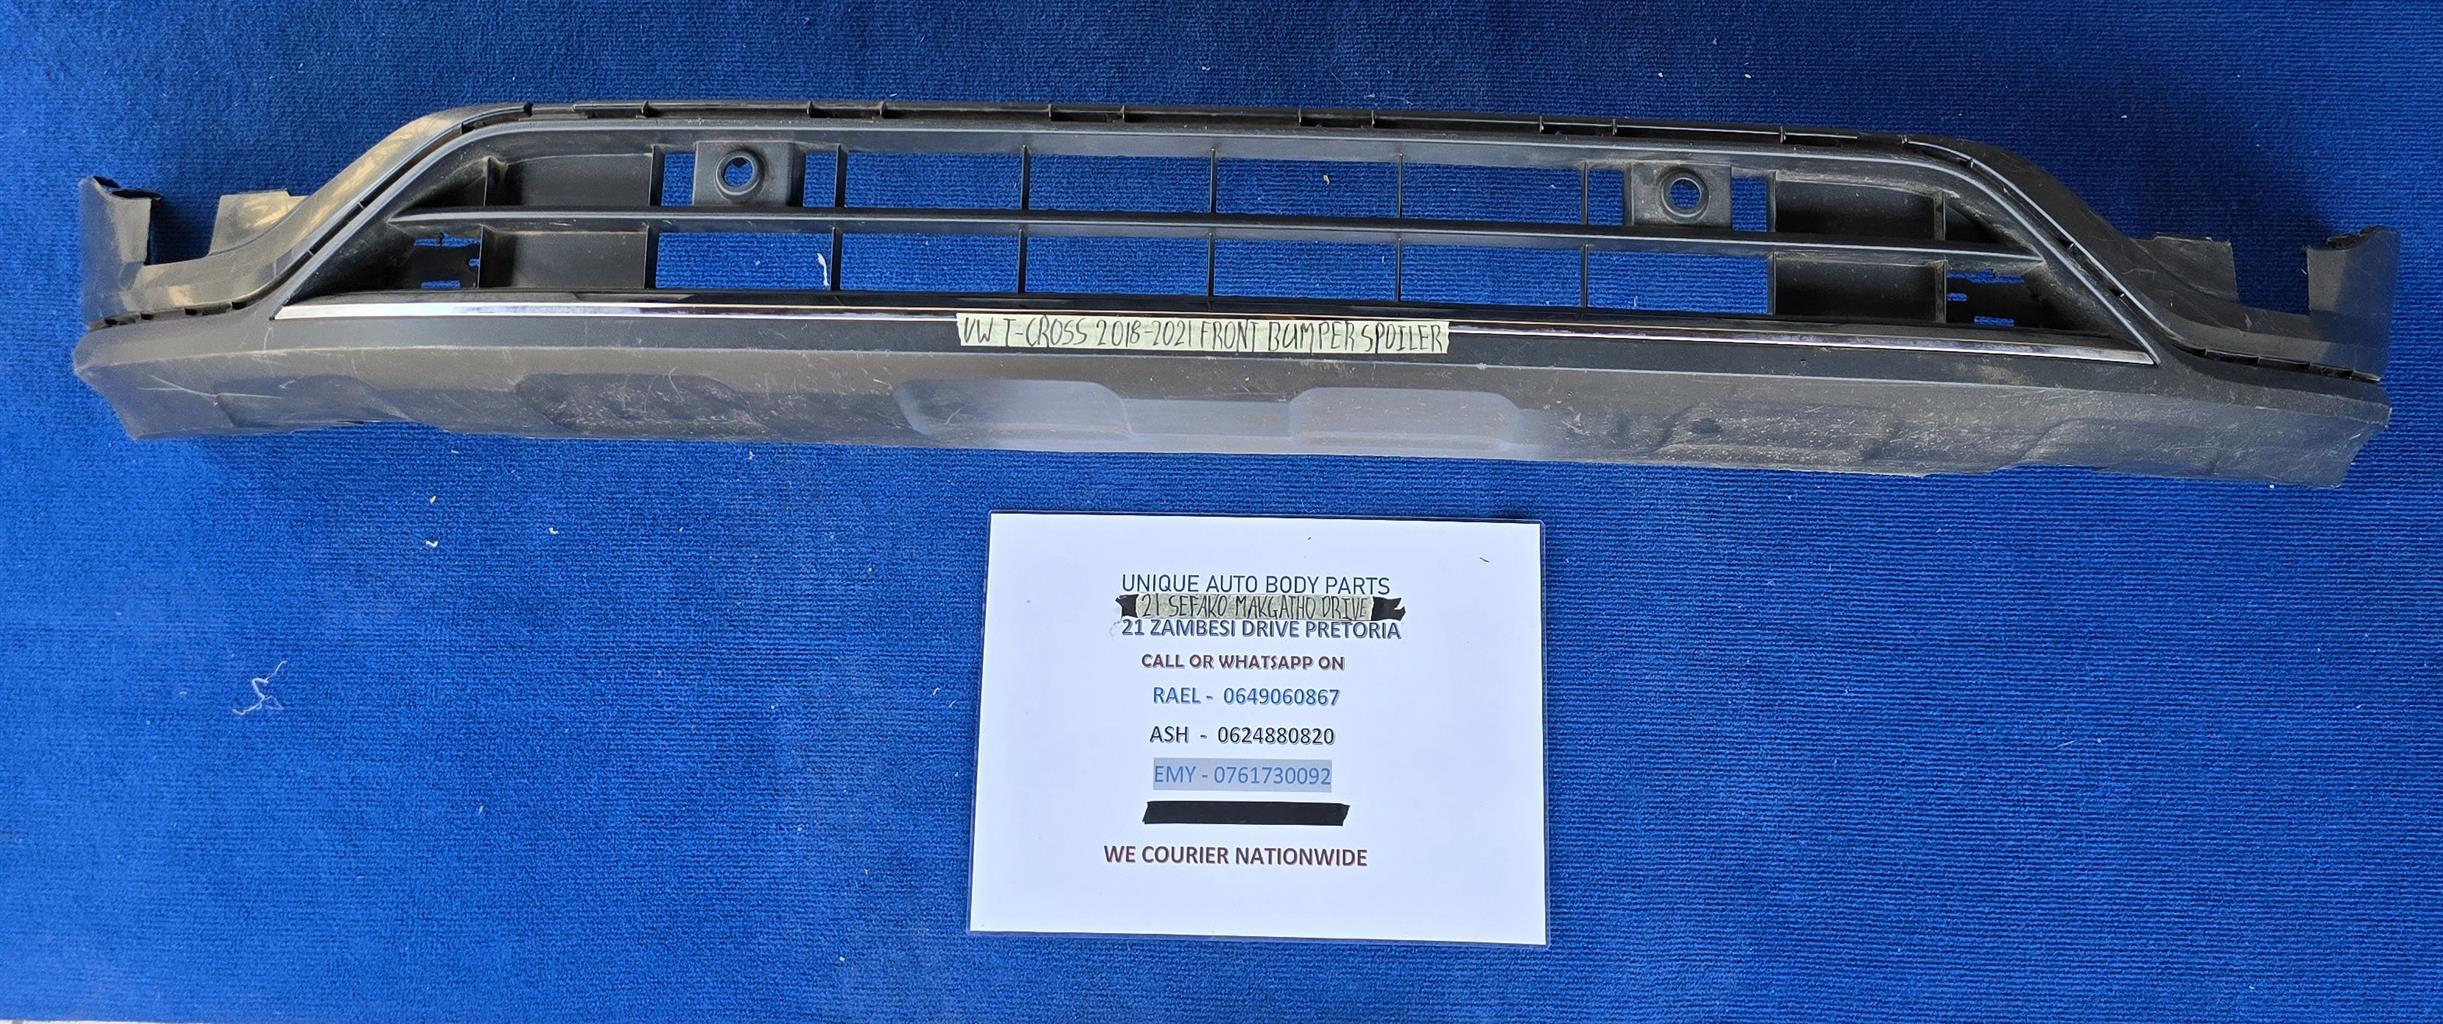 VW T-CROSS 2018-2021 FRONT BUMPER SPOILER
UNIQUE AUTO BODY PARTS
21 SEFAKO MAKGATHO DRIVE
21 ZAMBESI DRIVE PRETORIA
CALL OR WHATSAPP ON
RAEL - 0649060867
ASH - 0624880820
EMY - 0761730092
WE COURIER NATIONWIDE